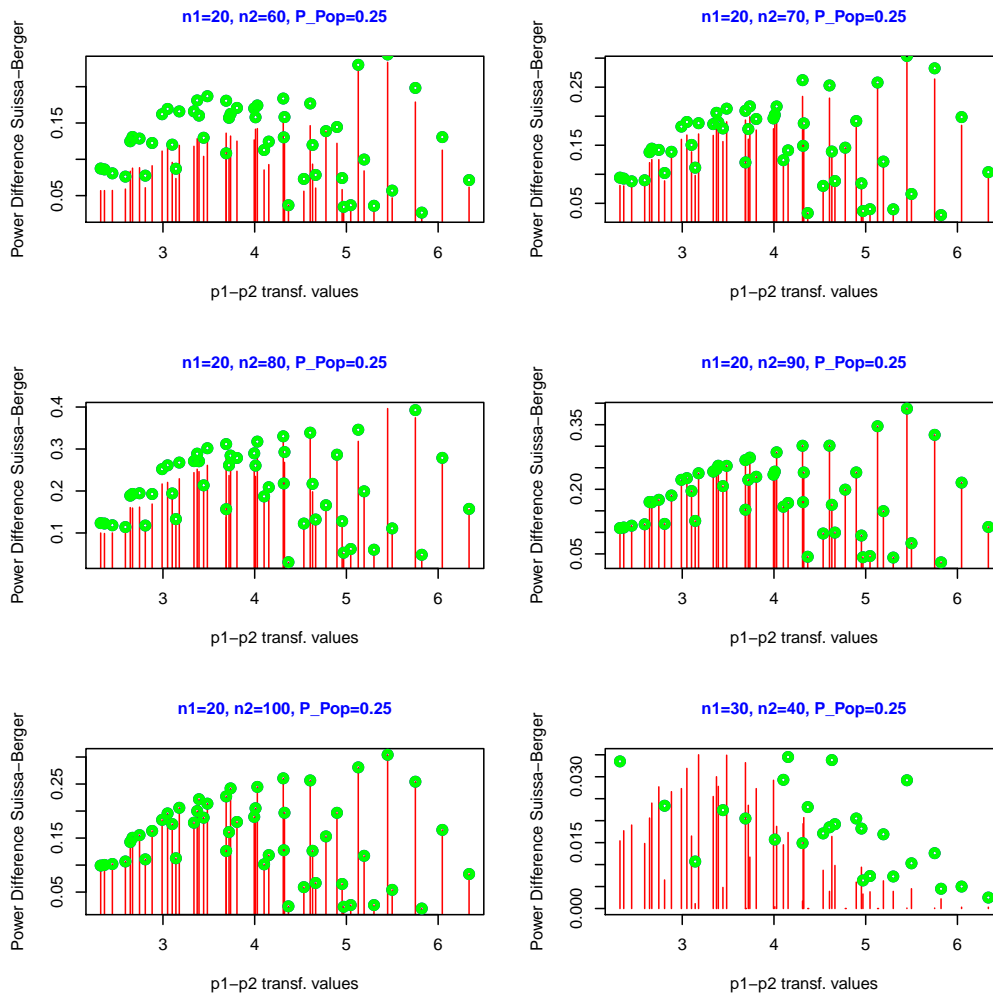 n1=20, n2=60, P_Pop=0.25
Power Difference Suissa−Berger
0.05
0.15
3
4
5
6
p1−p2 transf. values
n1=20, n2=70, P_Pop=0.25
Power Difference Suissa−Berger
0.05
0.15
0.25
3
4
5
6
p1−p2 transf. values
n1=20, n2=80, P_Pop=0.25
Power Difference Suissa−Berger
0.1
0.2
0.3
0.4
3
4
5
6
p1−p2 transf. values
n1=20, n2=90, P_Pop=0.25
Power Difference Suissa−Berger
0.05
0.20
0.35
3
4
5
6
p1−p2 transf. values
n1=20, n2=100, P_Pop=0.25
Power Difference Suissa−Berger
0.05
0.15
0.25
3
4
5
6
p1−p2 transf. values
n1=30, n2=40, P_Pop=0.25
Power Difference Suissa−Berger
0.000
0.015
0.030
3
4
5
6
p1−p2 transf. values